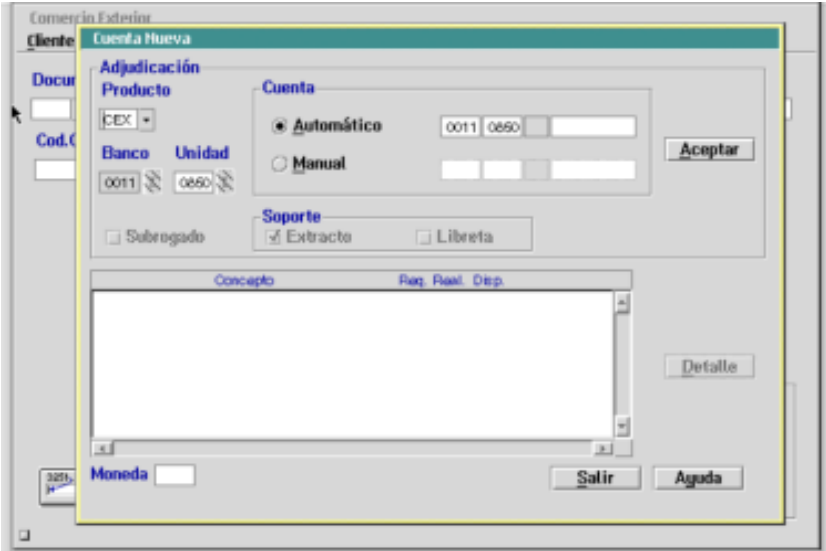 Comercio Exterior
Cliente
Cuenta Nueva
Adjudicación
Docum
Producto
Cuenta
CEX
Automático
0011 0850
Cod.C
Banco Unidad
Aceptar
Manual
0011 0850
Soporte
Subrogado
Extracto
Libreta
Concepto Req. Real. Disp.
Detalle
Moneda
Salir
Ayuda